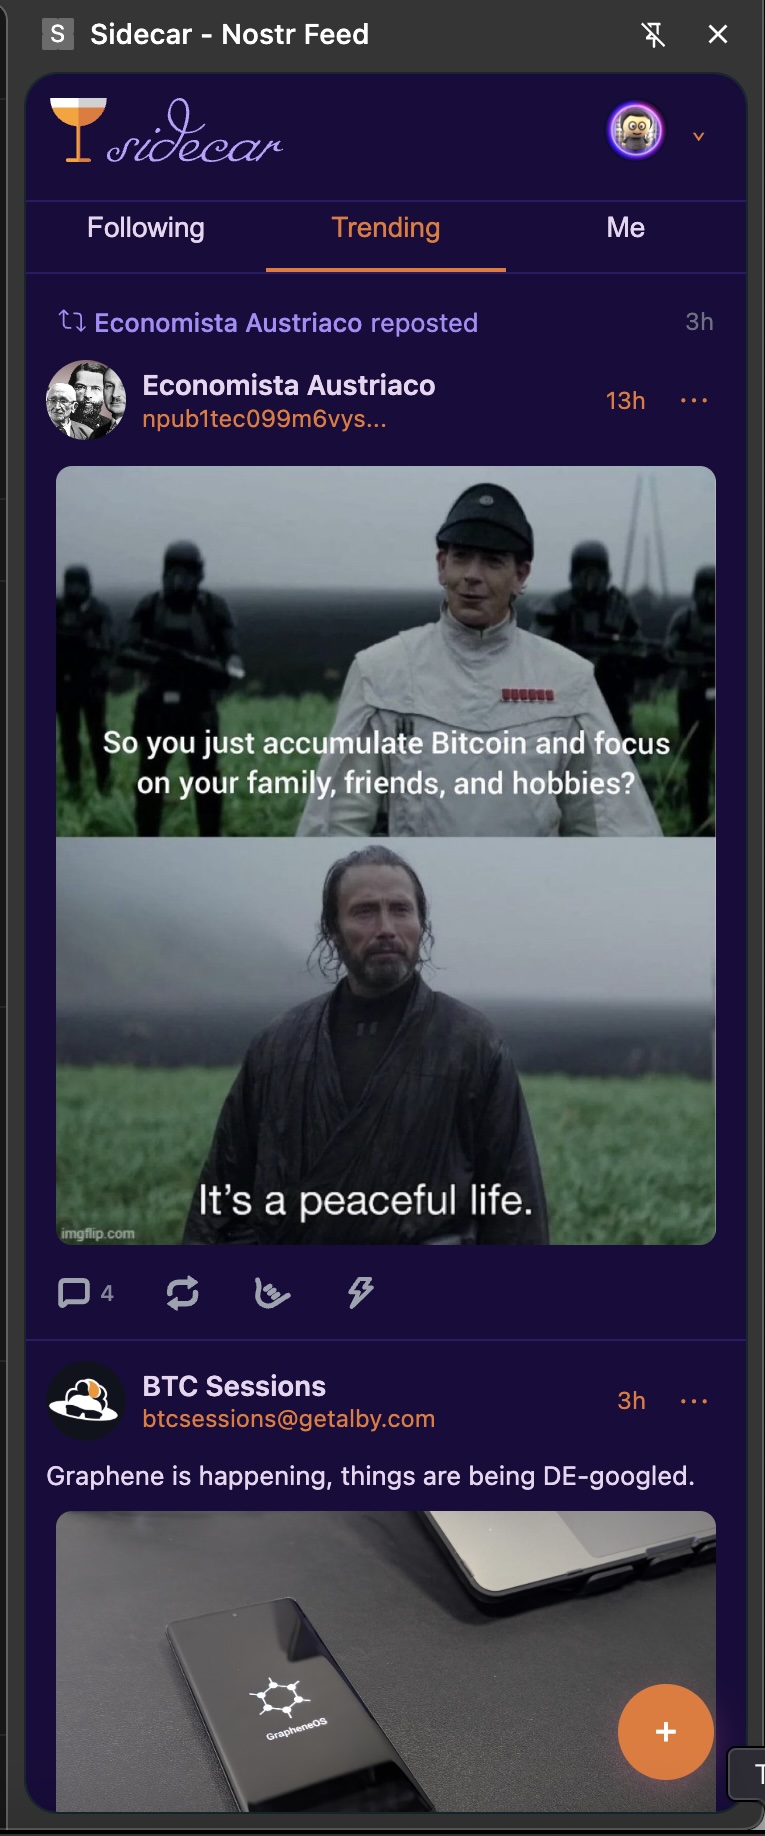 S Sidecar - Nostr Feed
sidecar
Following Trending Me
Economista Austriaco reposted 3h
Economista Austriaco
npub1tec099m6vys...
13h
So you just accumulate Bitcoin and focus
on your family, friends, and hobbies?
It's a peaceful life.
imgflip.com
4
BTC Sessions
btcsessions@getalby.com
3h
Graphene is happening, things are being DE-googled.
GrapheneOS
+